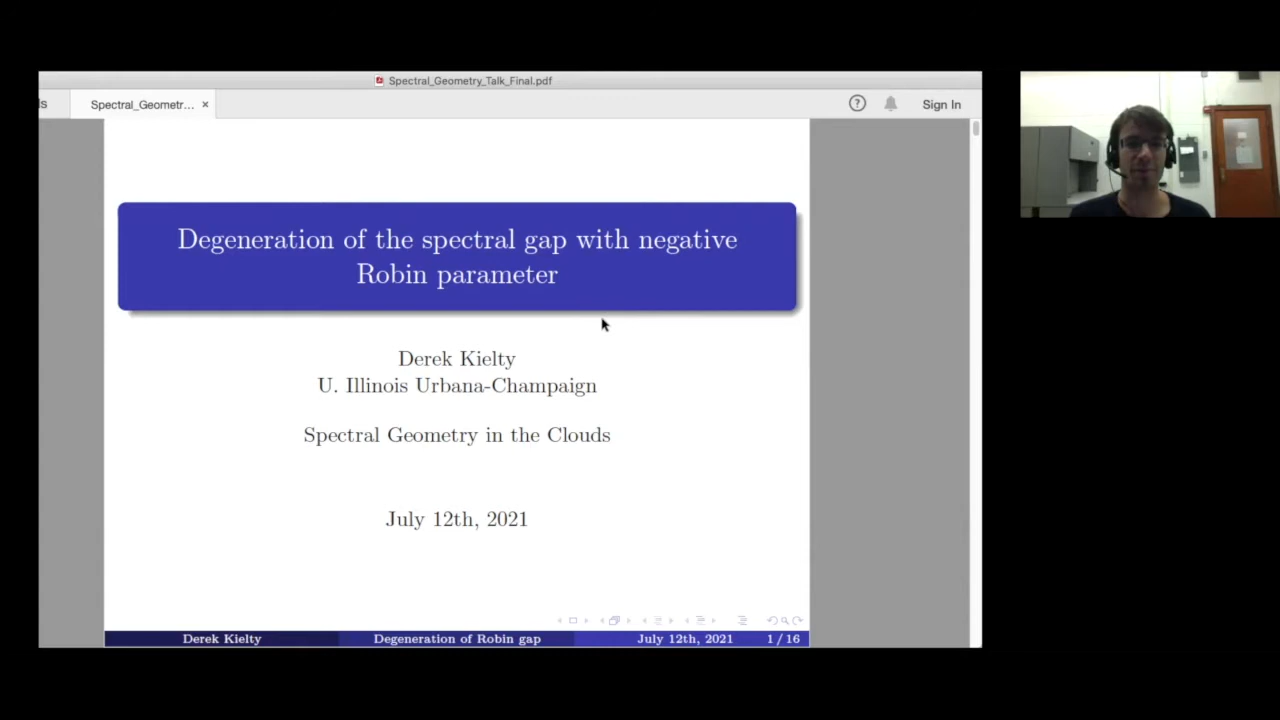 Spectral_Geometry_Talk_Final.pdf
ls
Spectral_Geometr... ×
? Sign In
Degeneration of the spectral gap with negative
Robin parameter
Derek Kielty
U. Illinois Urbana-Champaign
Spectral Geometry in the Clouds
July 12th, 2021
Derek Kielty Degeneration of Robin gap July 12th, 2021 1 / 16